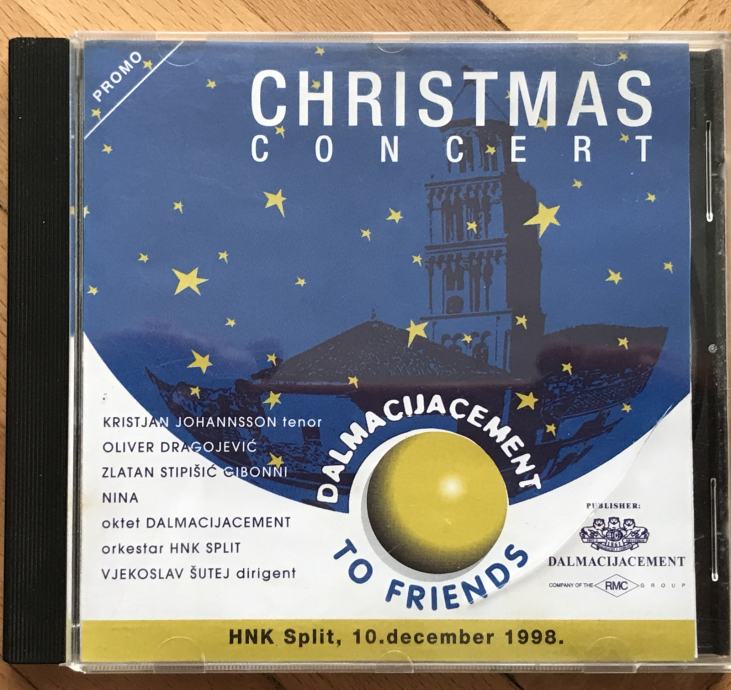 PROMO
CHRISTMAS
CONCERT
KRISTJAN JOHANNSSON tenor
OLIVER DRAGOJEVIĆ
ZLATAN STIPIŠIĆ GIBONNI
NINA
oktet DALMACIJACEMENT
orkestar HNK SPLIT
VJEKOSLAV ŠUTEJ dirigent
DALMACIJACEMENT
TO FRIENDS
PUBLISHER:
DALMACIJACEMENT
COMPANY OF THE RMC GROUP
HNK Split, 10.december 1998.